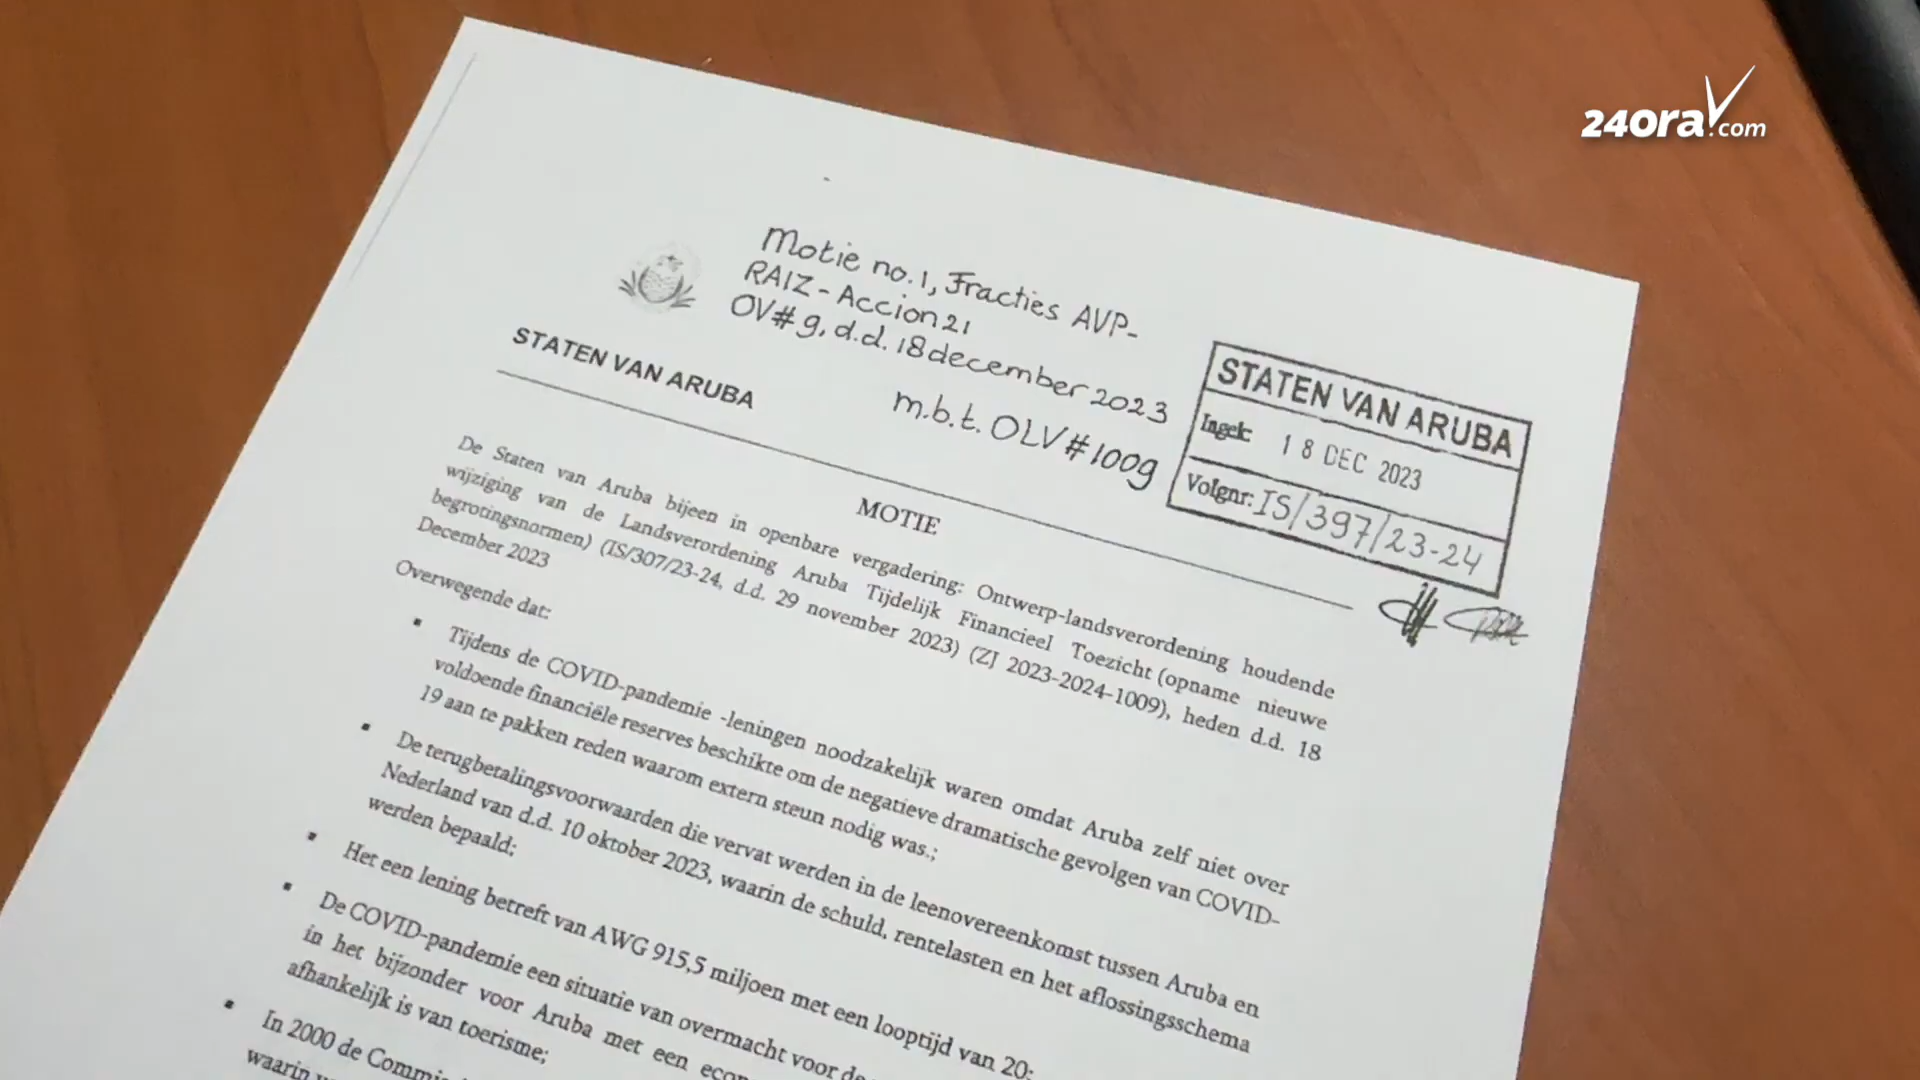 24ora.com
Motie no.1, Fracties AVP-
RAIZ-Accion21
OV#9, d.d. 18 december 2023
m.b.t. OLV#1009
STATEN VAN ARUBA
STATEN VAN ARUBA
Ingek: 18 DEC 2023
Volgnr: IS/397/23-24
MOTIE
De Staten van Aruba bijeen in openbare vergadering: Ontwerp-landsverordening houdende
wijziging van de Landsverordening Aruba Tijdelijk Financieel Toezicht (opname nieuwe
begrotingsnormen) (IS/307/23-24, d.d. 29 november 2023) (ZJ 2023-2024-1009), heden d.d. 18
December 2023
Overwegende dat:
▪ Tijdens de COVID-pandemie -leningen noodzakelijk waren omdat Aruba zelf niet over
voldoende financiële reserves beschikte om de negatieve dramatische gevolgen van COVID-
19 aan te pakken reden waarom extern steun nodig was.;
▪ De terugbetalingsvoorwaarden die vervat werden in de leenovereenkomst tussen Aruba en
Nederland van d.d. 10 oktober 2023, waarin de schuld, rentelasten en het aflossingsschema
werden bepaald;
▪ Het een lening betreft van AWG 915,5 miljoen met een looptijd van 20;
▪ De COVID-pandemie een situatie van overmacht voor de
in het bijzonder voor Aruba met een
afhankelijk is van toerisme;
▪ In 2000 de
waarin